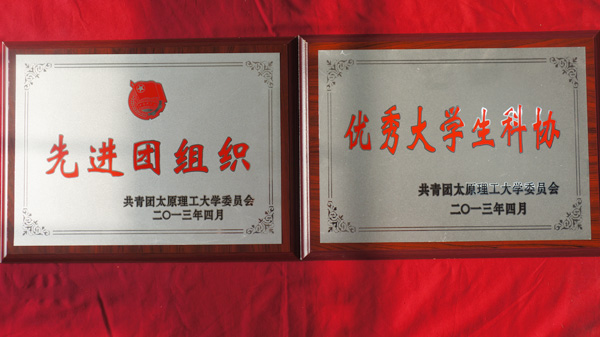 先进团组织
共青团太原理工大学委员会
二〇一三年四月
优秀大学生科协
共青团太原理工大学委员会
二〇一三年四月